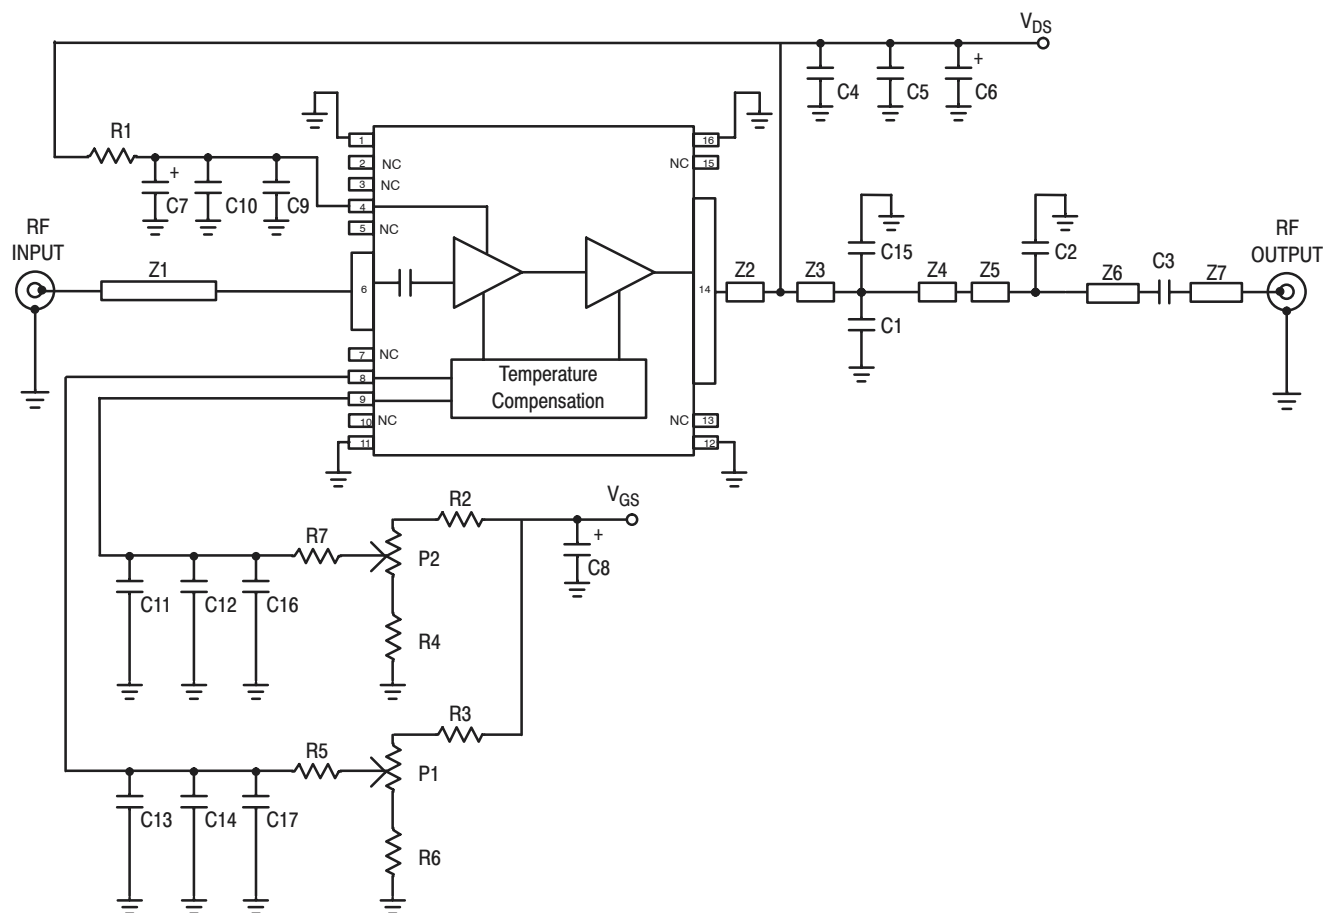 VDS
C4 C5 C6
+
R1
+
C7 C10 C9
1 16
2 NC NC 15
3 NC
4
5 NC
RF
INPUT
Z1
6
14
Z2 Z3
C15
C1
Z4 Z5
C2
Z6 C3 Z7
RF
OUTPUT
7 NC
8
9
Temperature
Compensation
10 NC NC 13
11 12
VGS
R2
+
C8
R7
P2
C11 C12 C16
R4
R3
R5
P1
C13 C14 C17
R6